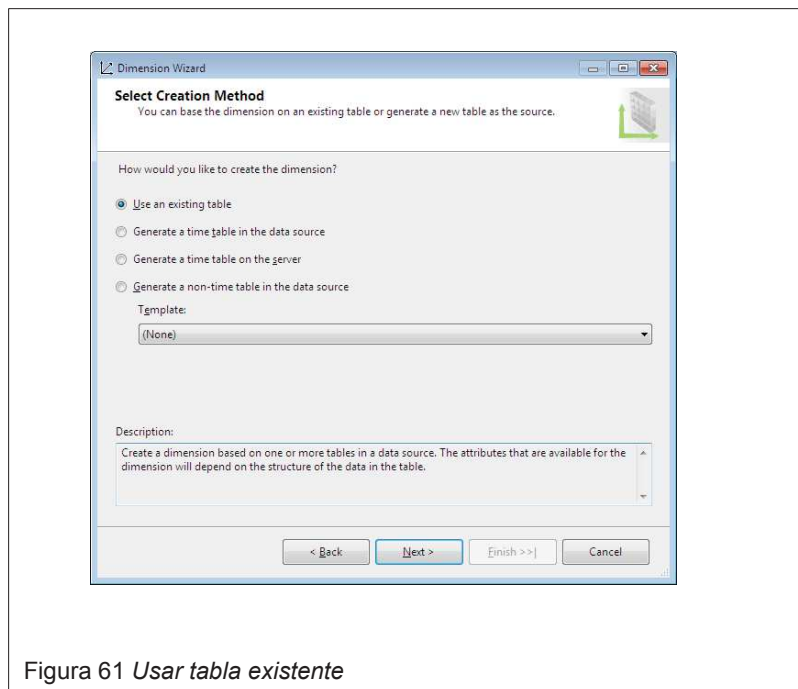 Dimension Wizard
Select Creation Method
You can base the dimension on an existing table or generate a new table as the source.
How would you like to create the dimension?
Use an existing table
Generate a time table in the data source
Generate a time table on the server
Generate a non-time table in the data source
Template:
(None)
Description:
Create a dimension based on one or more tables in a data source. The attributes that are available for the
dimension will depend on the structure of the data in the table.
< Back Next > Finish >>| Cancel
Figura 61 Usar tabla existente